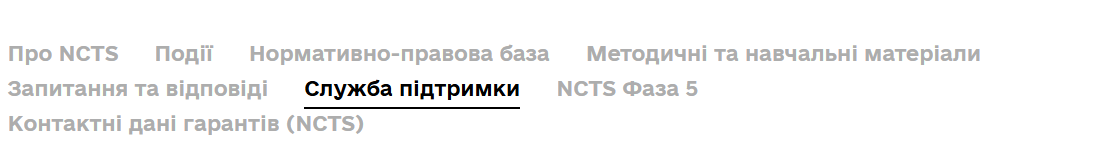 Про NCTS Події Нормативно-правова база Методичні та навчальні матеріали
Запитання та відповіді Служба підтримки NCTS Фаза 5
Контактні дані гарантів (NCTS)